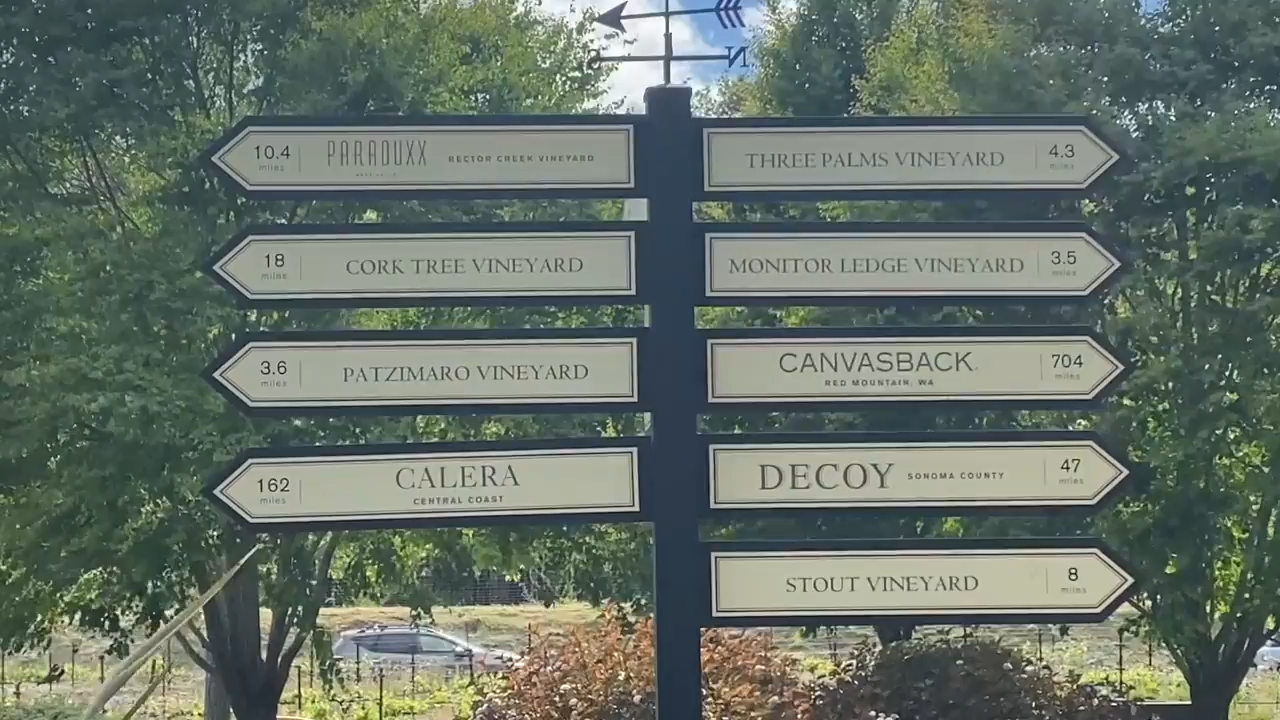 N
10.4 miles PARADUXX RECTOR CREEK VINEYARD
THREE PALMS VINEYARD 4.3 miles
18 miles CORK TREE VINEYARD
MONITOR LEDGE VINEYARD 3.5 miles
3.6 miles PATZIMARO VINEYARD
CANVASBACK 704 miles
RED MOUNTAIN, WA
162 miles CALERA
CENTRAL COAST
DECOY SONOMA COUNTY 47 miles
STOUT VINEYARD 8 miles